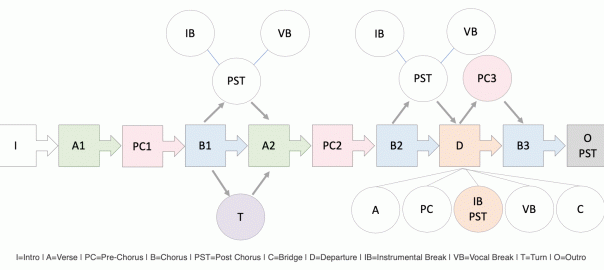 IB VB IB VB
PST PST PC3
I A1 PC1 B1 A2 PC2 B2 D B3 O
PST
T A PC IB
PST VB C
I=Intro I A=Verse I PC=Pre-Chorus I B=Chorus I PST=Post Chorus I C=Bridge I D=Departure I IB=Instrumental Break I VB=Vocal Break I T=Turn I O=Outro